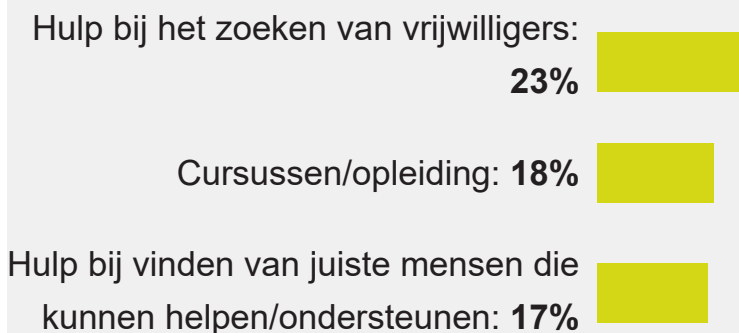 Hulp bij het zoeken van vrijwilligers:
23%
Cursussen/opleiding: 18%
Hulp bij vinden van juiste mensen die
kunnen helpen/ondersteunen: 17%